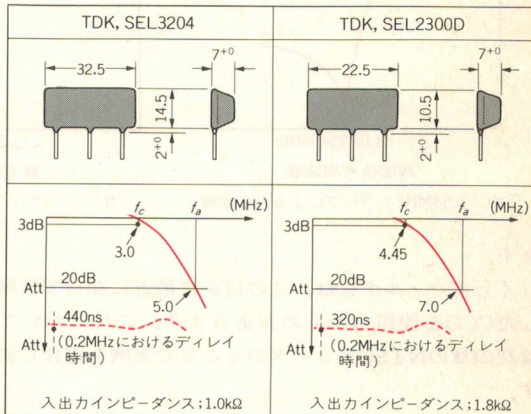 TDK, SEL3204
32.5
7+0
14.5
2+0
fc
fa
(MHz)
3dB
3.0
Att
20dB
5.0
440ns
(0.2MHzにおけるディレイ
時間)
Att
入出力インピーダンス;1.0kΩ
TDK, SEL2300D
22.5
7+0
10.5
2+0
fc
fa
(MHz)
3dB
4.45
Att
20dB
7.0
320ns
(0.2MHzにおけるディレイ
時間)
Att
入出力インピーダンス;1.8kΩ